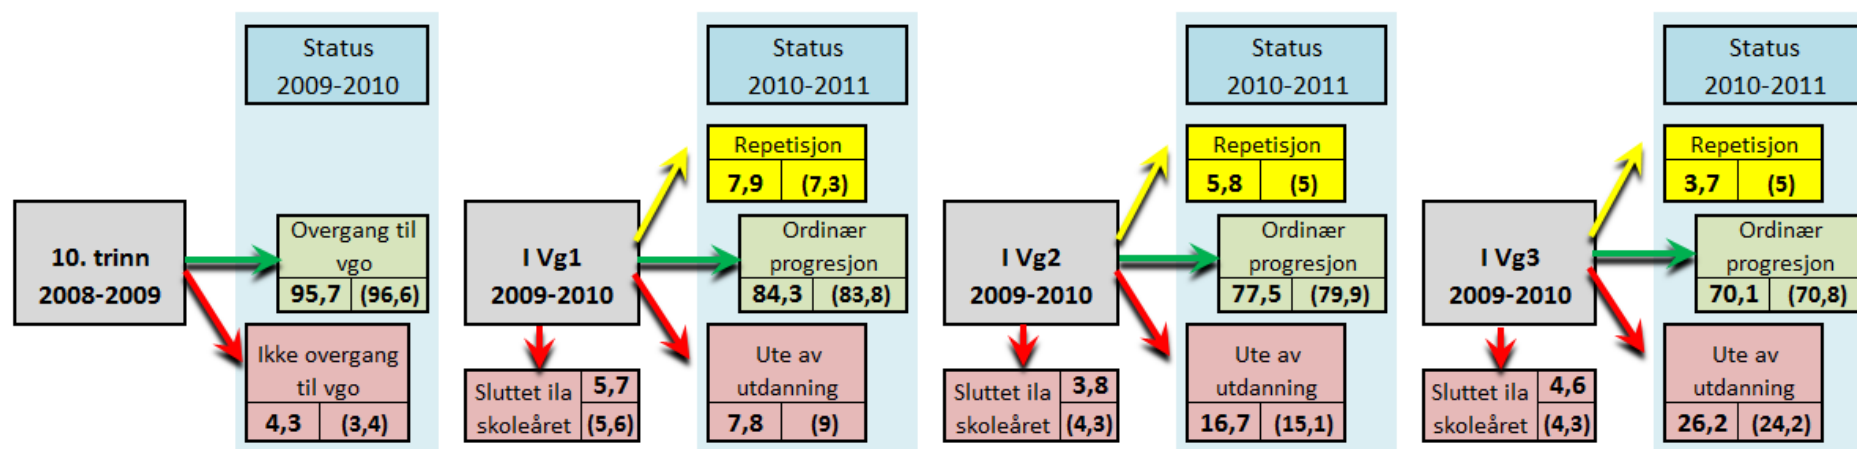 Status
2009-2010
10. trinn
2008-2009
Overgang til
vgo
95,7 (96,6)
Ikke overgang
til vgo
4,3 (3,4)
Status
2010-2011
I Vg1
2009-2010
Repetisjon
7,9 (7,3)
Ordinær
progresjon
84,3 (83,8)
Sluttet ila
skoleåret
5,7
(5,6)
Ute av
utdanning
7,8 (9)
Status
2010-2011
I Vg2
2009-2010
Repetisjon
5,8 (5)
Ordinær
progresjon
77,5 (79,9)
Sluttet ila
skoleåret
3,8
(4,3)
Ute av
utdanning
16,7 (15,1)
Status
2010-2011
I Vg3
2009-2010
Repetisjon
3,7 (5)
Ordinær
progresjon
70,1 (70,8)
Sluttet ila
skoleåret
4,6
(4,3)
Ute av
utdanning
26,2 (24,2)